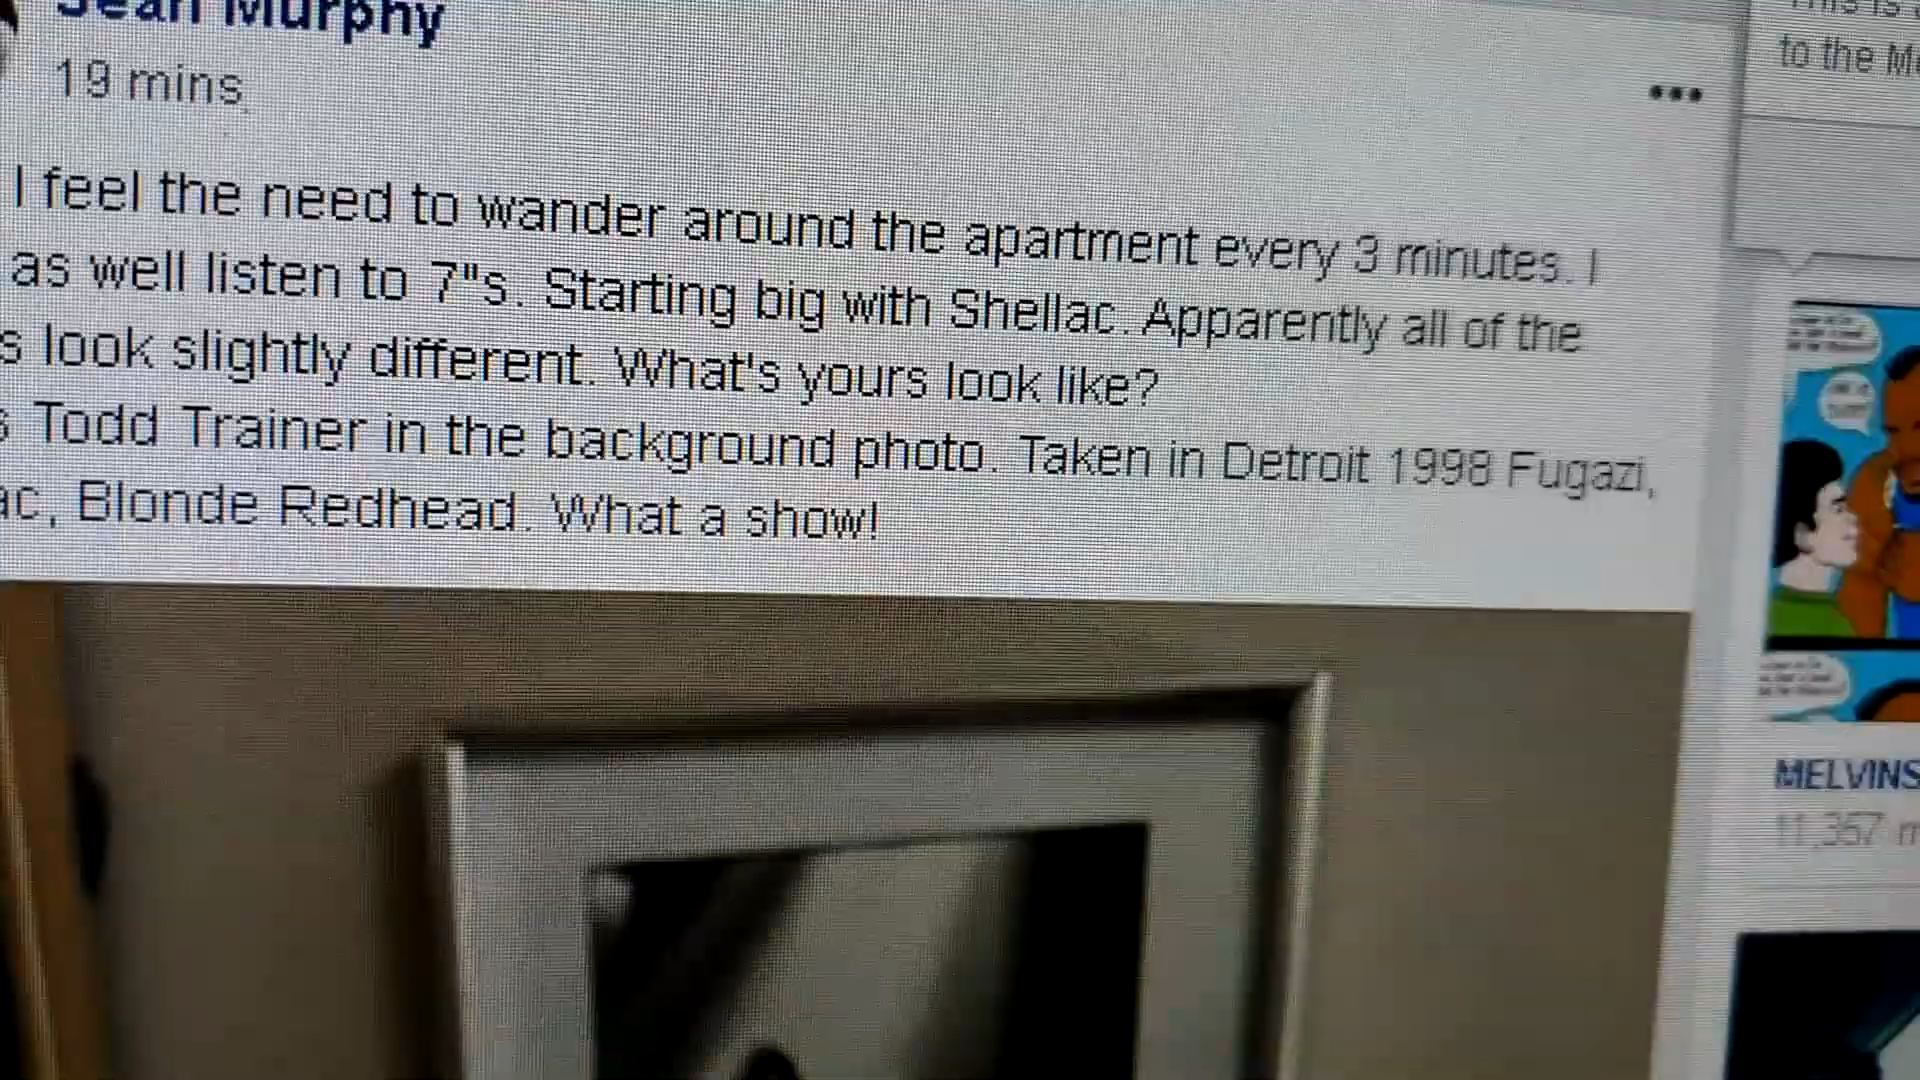 Murphy
19 mins
I feel the need to wander around the apartment every 3 minutes. I
as well listen to 7"s. Starting big with Shellac. Apparently all of the
s look slightly different. What's yours look like?
Todd Trainer in the background photo. Taken in Detroit 1998 Fugazi,
ac, Blonde Redhead. What a show!
to the
MELVINS
11,357